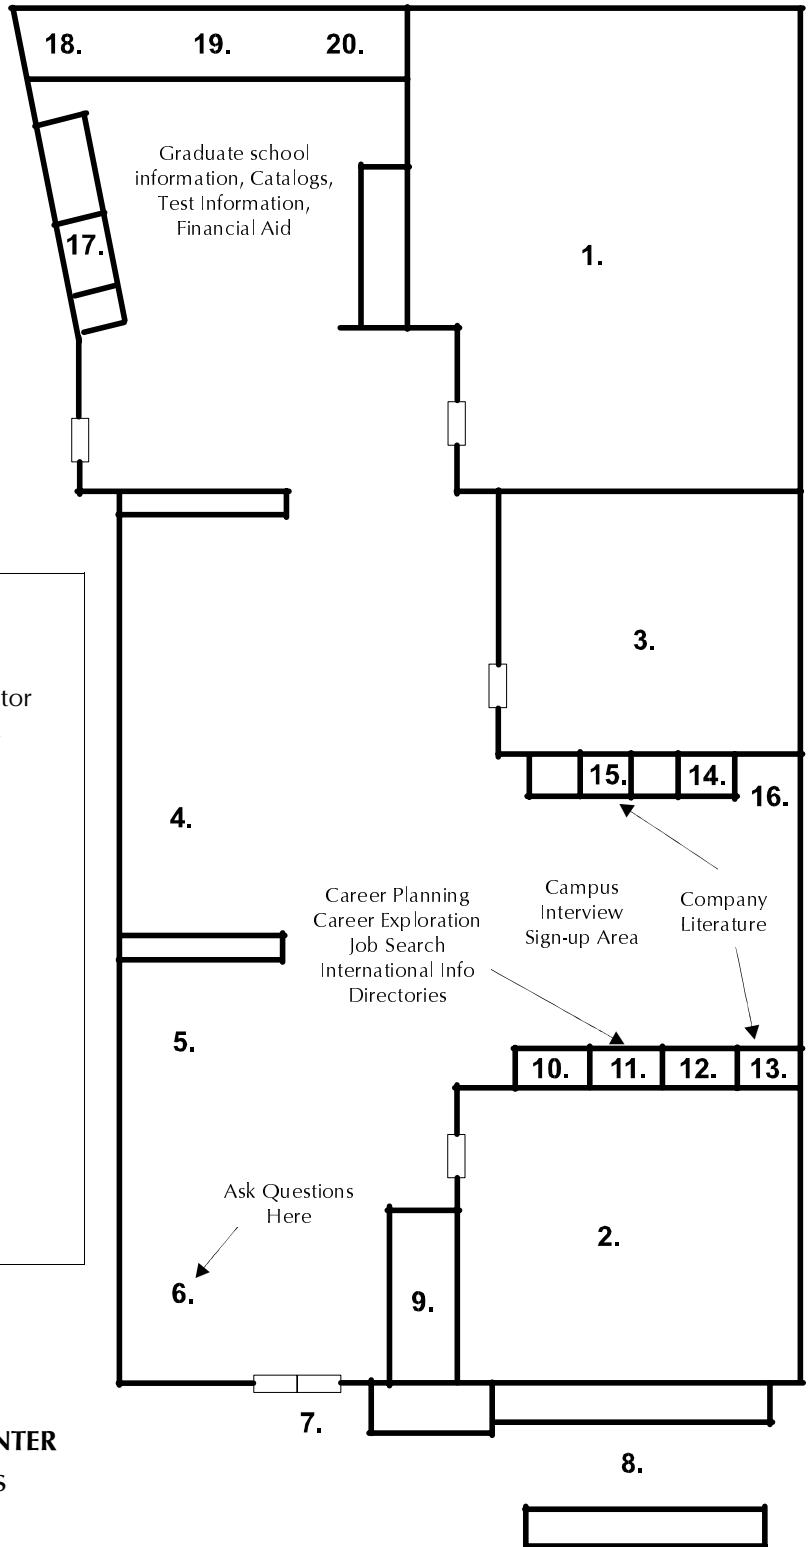 18. 19. 20.
Graduate school
information, Catalogs,
Test Information,
Financial Aid
17.
1.
3.
tor
15. 14.
16.
4.
Career Planning
Career Exploration
Job Search
International Info
Directories
Campus
Interview
Sign-up Area
Company
Literature
5.
10. 11. 12. 13.
Ask Questions
Here
2.
6.
9.
7.
NTER
8.
S